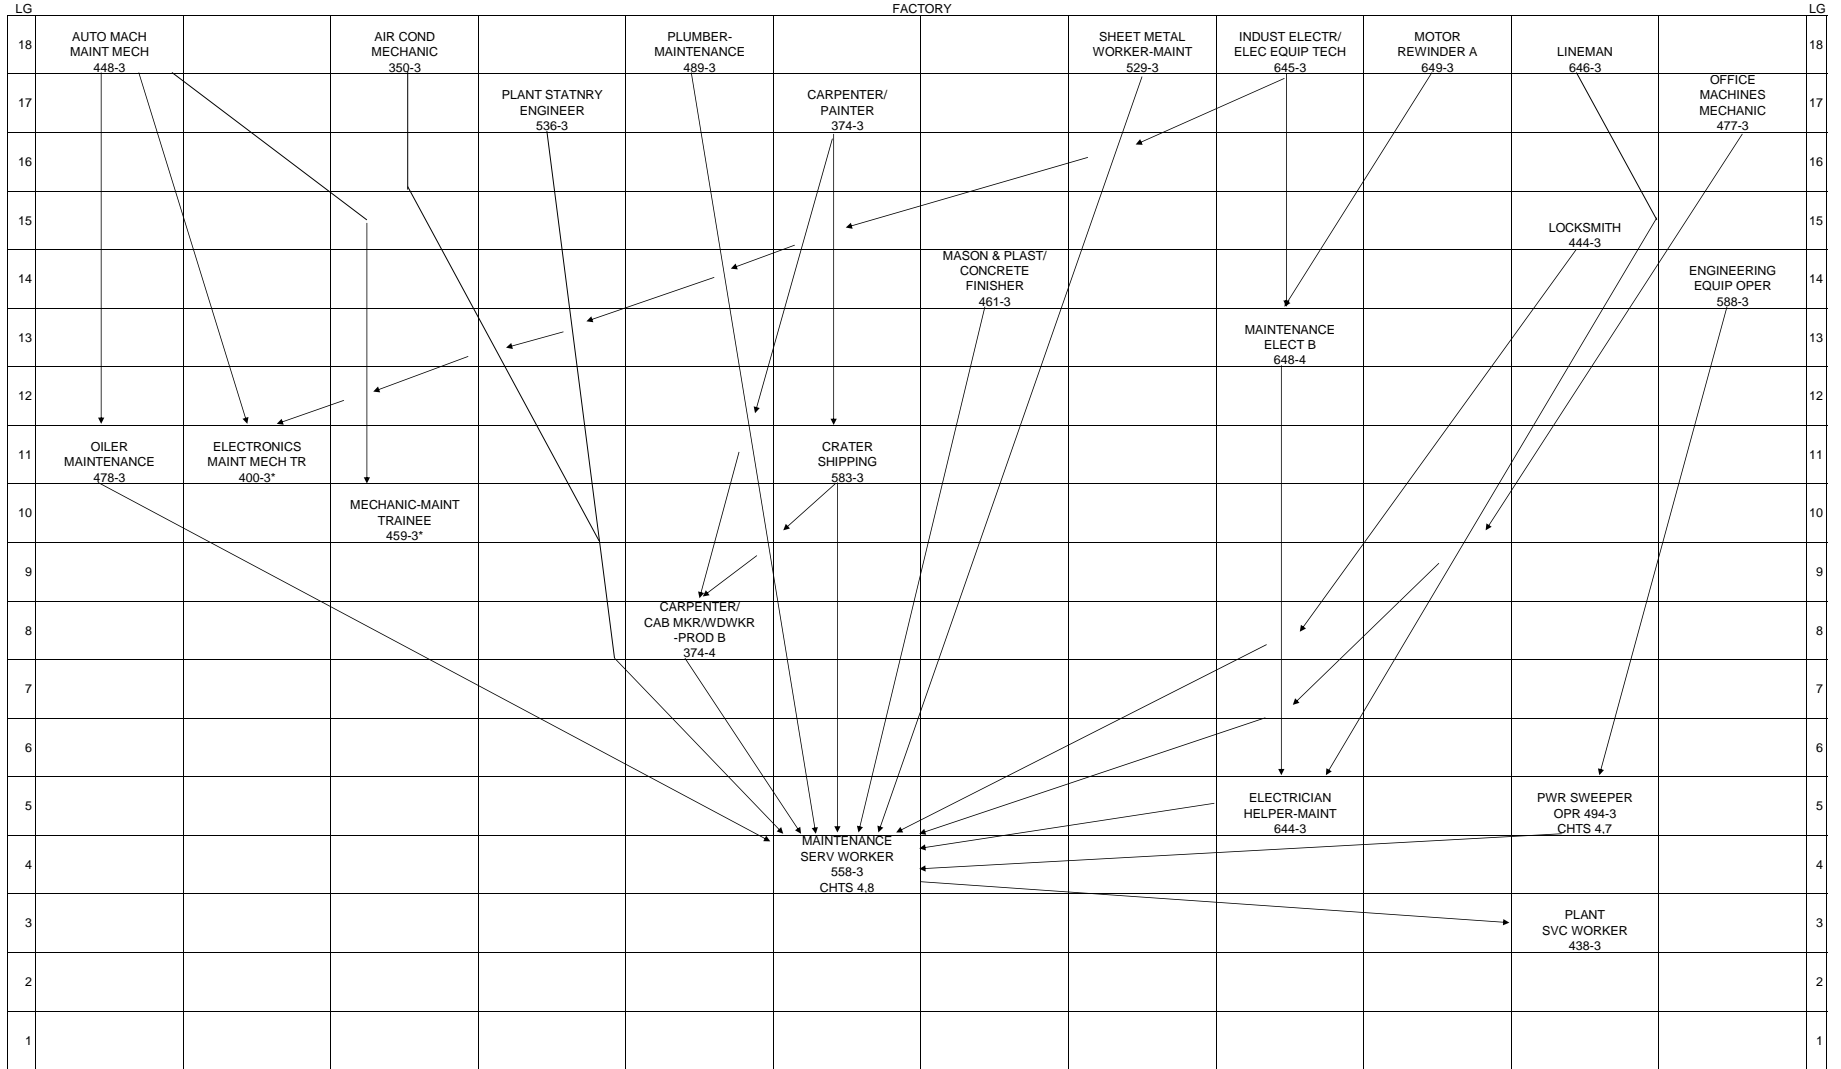 LG FACTORY LG
18 18
AUTO MACH
MAINT MECH
448-3
AIR COND
MECHANIC
350-3
PLUMBER-
MAINTENANCE
489-3
SHEET METAL
WORKER-MAINT
529-3
INDUST ELECTR/
ELEC EQUIP TECH
645-3
MOTOR
REWINDER A
649-3
LINEMAN
646-3
17 17
PLANT STATNRY
ENGINEER
536-3
CARPENTER/
PAINTER
374-3
OFFICE
MACHINES
MECHANIC
477-3
16 16
15 15
LOCKSMITH
444-3
14 14
MASON & PLAST/
CONCRETE
FINISHER
461-3
ENGINEERING
EQUIP OPER
588-3
13 13
MAINTENANCE
ELECT B
648-4
12 12
11 11
OILER
MAINTENANCE
478-3
ELECTRONICS
MAINT MECH TR
400-3*
CRATER
SHIPPING
583-3
10 10
MECHANIC-MAINT
TRAINEE
459-3*
9 9
8 8
CARPENTER/
CAB MKR/WDWKR
-PROD B
374-4
7 7
6 6
5 5
ELECTRICIAN
HELPER-MAINT
644-3
PWR SWEEPER
OPR 494-3
CHTS 4,7
4 4
MAINTENANCE
SERV WORKER
558-3
CHTS 4,8
3 3
PLANT
SVC WORKER
438-3
2 2
1 1